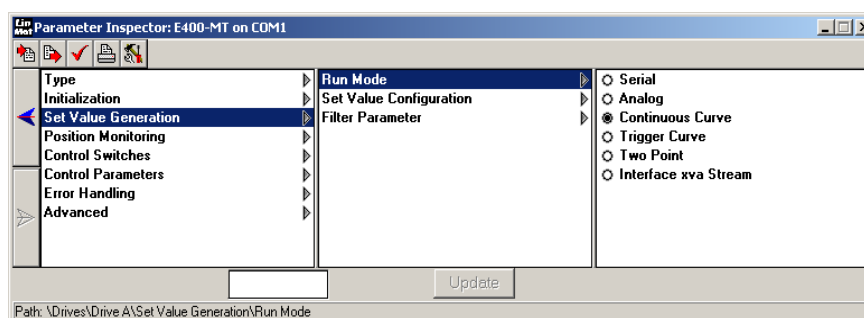 Lin Mot Parameter Inspector: E400-MT on COM1
Type
Initialization
Set Value Generation
Position Monitoring
Control Switches
Control Parameters
Error Handling
Advanced
Run Mode
Set Value Configuration
Filter Parameter
Serial
Analog
Continuous Curve
Trigger Curve
Two Point
Interface xva Stream
Update
Path: \Drives\Drive A\Set Value Generation\Run Mode